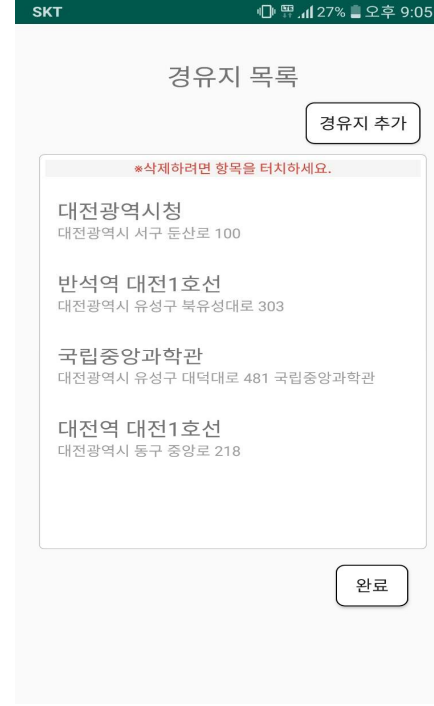 SKT 27% 오후 9:05
경유지 목록
경유지 추가
※삭제하려면 항목을 터치하세요.
대전광역시청
대전광역시 서구 둔산로 100
반석역 대전1호선
대전광역시 유성구 북유성대로 303
국립중앙과학관
대전광역시 유성구 대덕대로 481 국립중앙과학관
대전역 대전1호선
대전광역시 동구 중앙로 218
완료